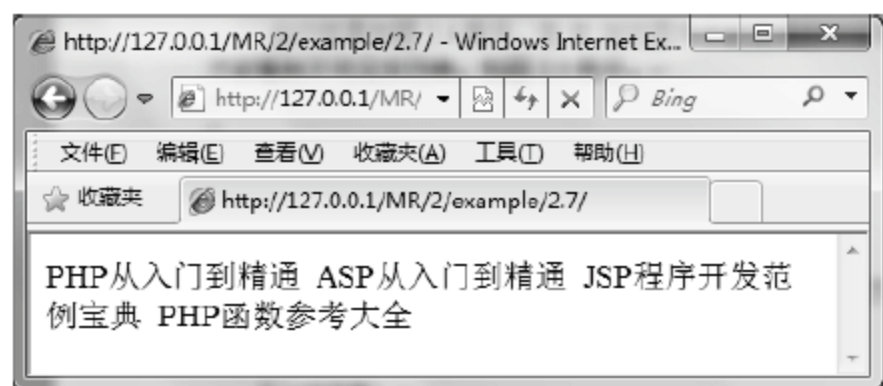 http://127.0.0.1/MR/2/example/2.7/ - Windows Internet Ex...
http://127.0.0.1/MR/ Bing
文件(F) 编辑(E) 查看(V) 收藏夹(A) 工具(T) 帮助(H)
收藏夹 http://127.0.0.1/MR/2/example/2.7/
PHP从入门到精通 ASP从入门到精通 JSP程序开发范
例宝典 PHP函数参考大全